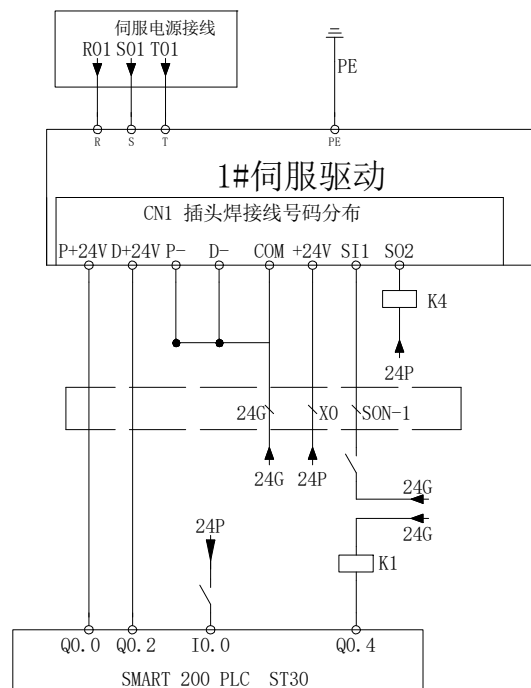 伺服电源接线
R01 S01 T01
PE
R S T PE
1#伺服驱动
CN1 插头焊接线号码分布
P+24V D+24V P- D- COM +24V SI1 SO2
K4
24P
24G X0 SON-1
24G 24P
24G
24P 24G
K1
Q0.0 Q0.2 I0.0 Q0.4
SMART 200 PLC ST30